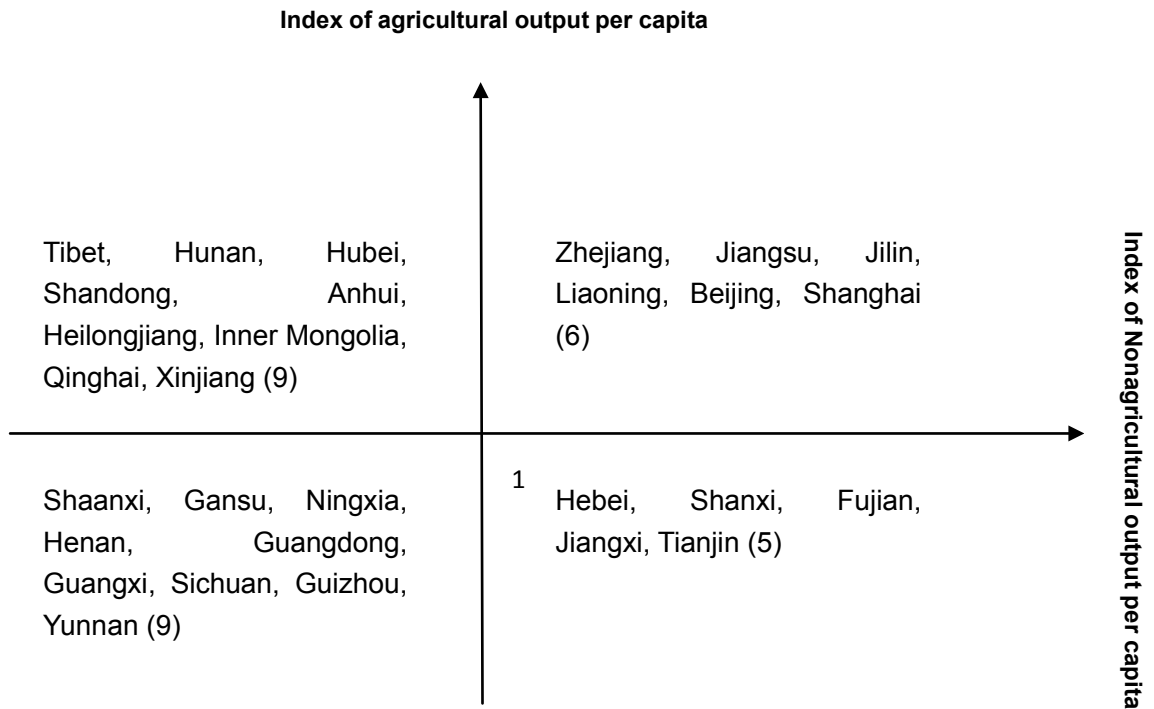 Index of agricultural output per capita
Tibet, Hunan, Hubei,
Shandong, Anhui,
Heilongjiang, Inner Mongolia,
Qinghai, Xinjiang (9)
Zhejiang, Jiangsu, Jilin,
Liaoning, Beijing, Shanghai
(6)
Index of Nonagricultural output per capita
1
Shaanxi, Gansu, Ningxia,
Henan, Guangdong,
Guangxi, Sichuan, Guizhou,
Yunnan (9)
Hebei, Shanxi, Fujian,
Jiangxi, Tianjin (5)